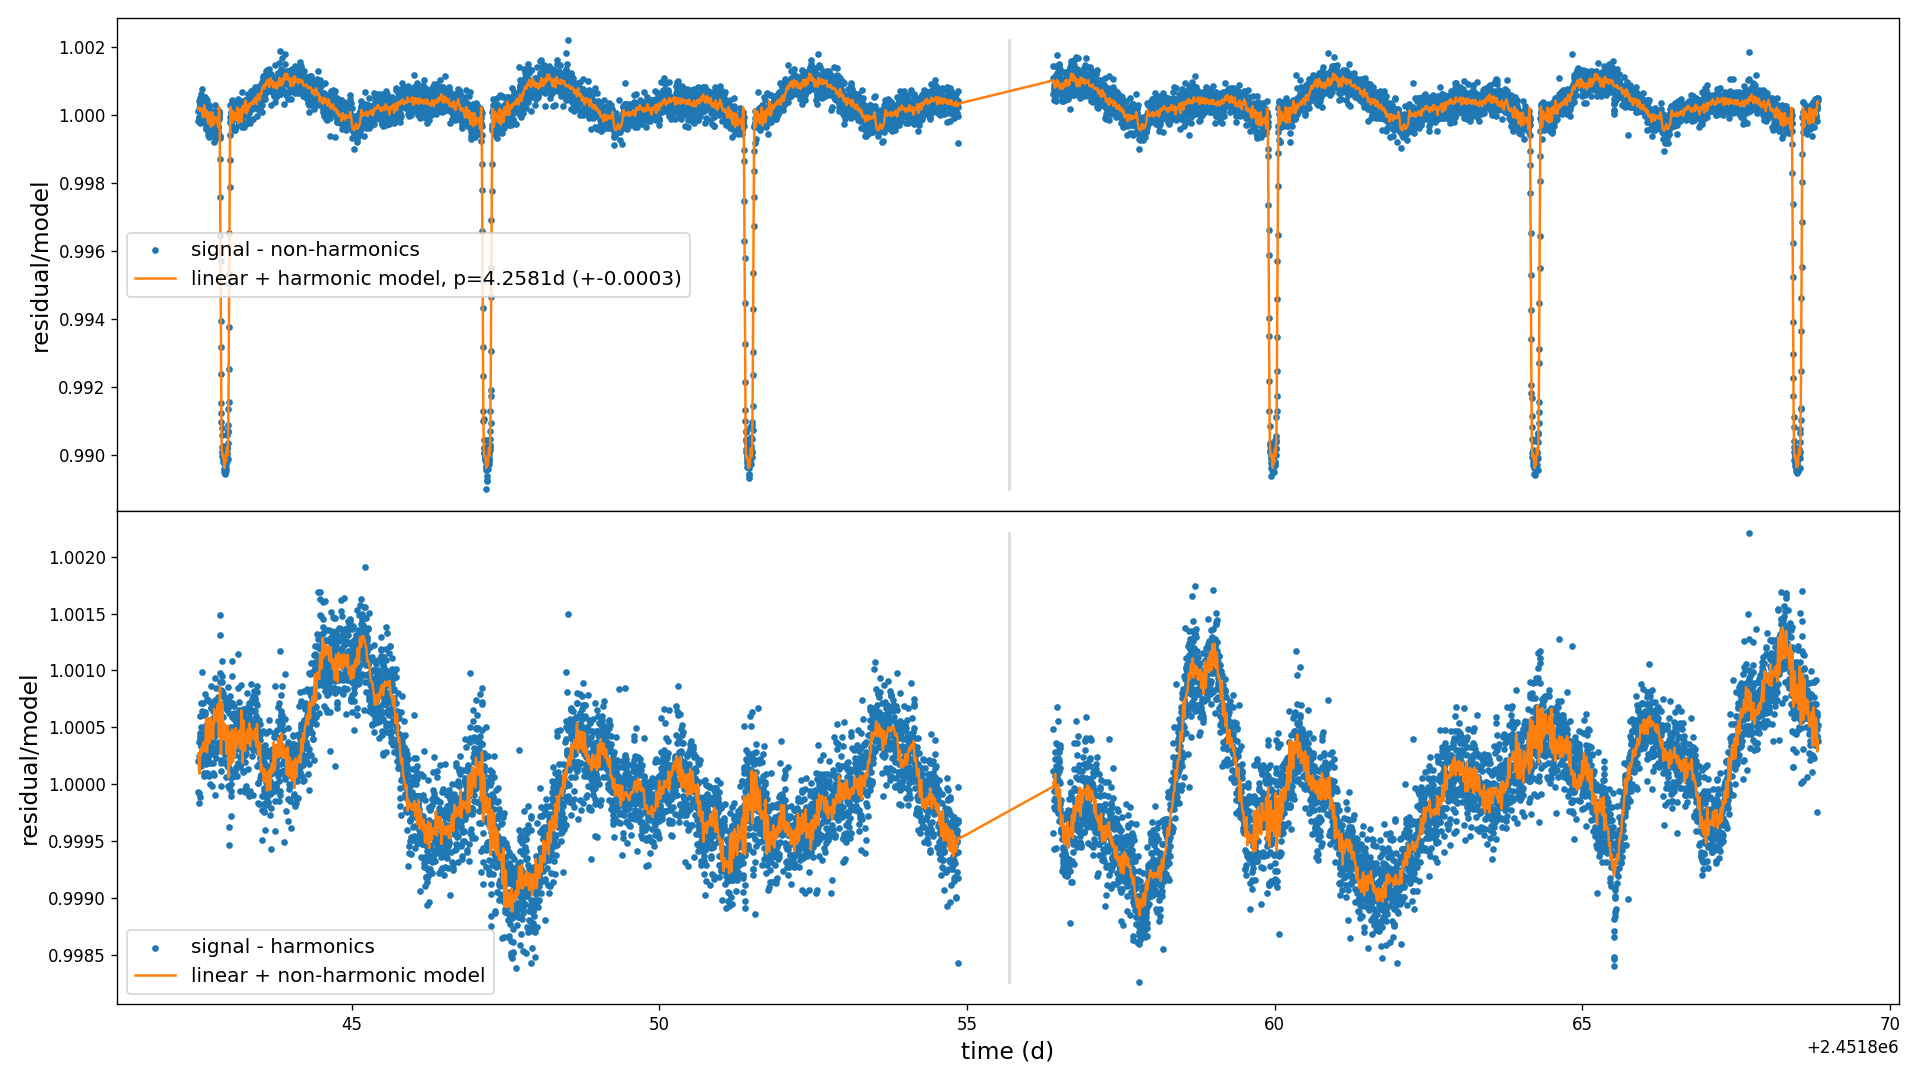 1.002
1.000
0.998
0.996
0.994
0.992
0.990
residual/model
signal - non-harmonics
linear + harmonic model, p=4.2581d (+-0.0003)
1.0020
1.0015
1.0010
1.0005
1.0000
0.9995
0.9990
0.9985
residual/model
signal - harmonics
linear + non-harmonic model
45 50 55 60 65 70
time (d)
+2.4518e6